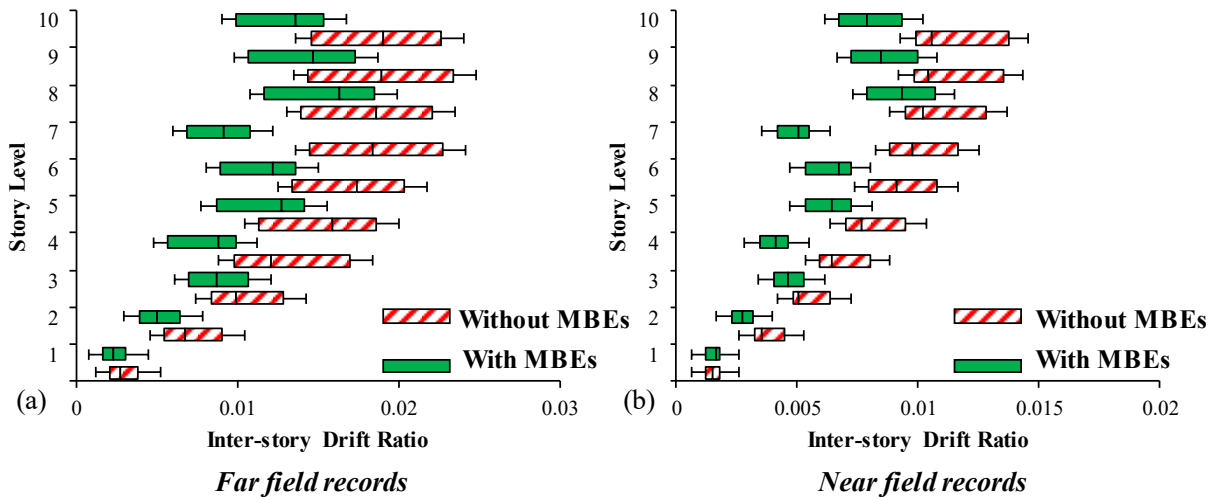 10
9
8
7
6
5
4
3
2
1
Story Level
Without MBEs
With MBEs
(a)
0
0.01
0.02
0.03
Inter-story Drift Ratio
Far field records
10
9
8
7
6
5
4
3
2
1
Story Level
Without MBEs
With MBEs
(b)
0
0.005
0.01
0.015
0.02
Inter-story Drift Ratio
Near field records